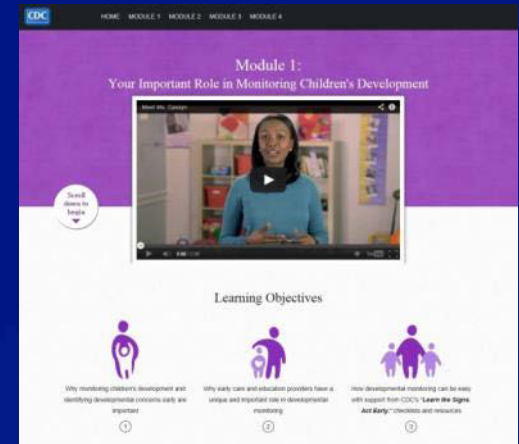 CDC
HOME MODULE 1 MODULE 2 MODULE 3 MODULE 4
Module 1:
Your Important Role in Monitoring Children's Development
Meet Ms. Carolyn
Scroll
down to
begin
Learning Objectives
Why monitoring children's development and
identifying developmental concerns early are
important
Why early care and education providers have a
unique and important role in developmental
monitoring
How developmental monitoring can be easy
with support from CDC's "Learn the Signs.
Act Early." checklists and resources
1
2
3